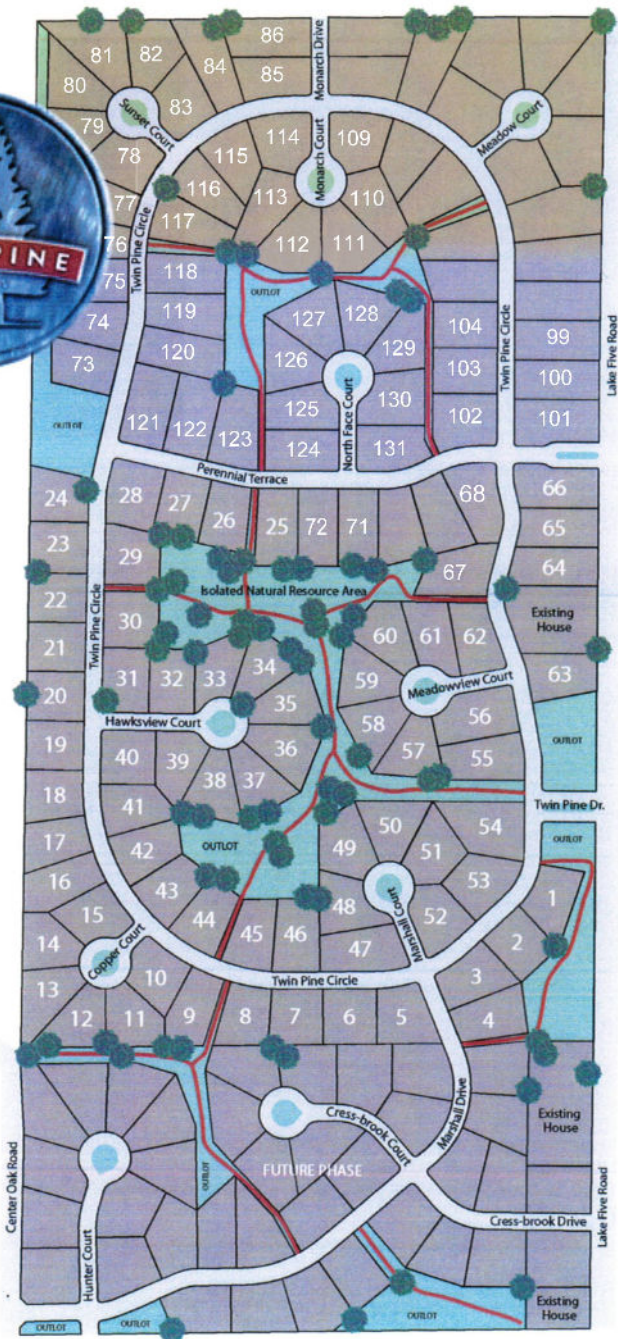 86
81
82
84
Monarch Drive
85
80
83
Sunset Court
Meadow Court
79
114
109
78
115
Monarch Court
116
113
110
77
117
112
111
76
PINE
Twin Pine Circle
118
75
OUTLOT
127
128
104
Twin Pine Circle
99
Lake Five Road
74
119
126
129
103
100
73
120
North Face Court
125
130
102
101
OUTLOT
121
122
123
124
131
Perennial Terrace
24
28
27
26
25
72
71
68
66
23
65
29
67
64
22
Isolated Natural Resource Area
Twin Pine Circle
30
60
61
62
Existing
House
21
34
31
32
33
59
63
20
35
Meadowview Court
Hawksview Court
58
56
19
36
40
39
57
55
OUTLOT
38
37
18
41
Twin Pine Dr.
50
54
OUTLOT
17
42
OUTLOT
49
51
16
43
53
1
15
44
48
52
14
45
46
Marshall Court
2
Copper Court
47
10
3
13
Twin Pine Circle
12
11
9
8
7
6
5
4
Marshall Drive
Cress-brook Court
Existing
House
Center Oak Road
FUTURE PHASE
OUTLOT
Lake Five Road
Cress-brook Drive
Hunter Court
OUTLOT
Existing
House
OUTLOT
OUTLOT